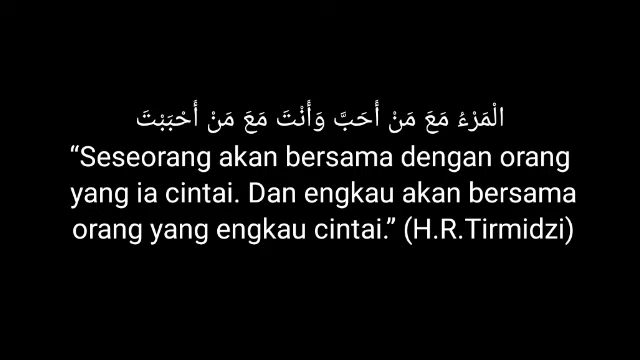 الْمَرْءُ مَعَ مَنْ أَحَبَّ وَأَنْتَ مَعَ مَنْ أَحْبَبْتَ
“Seseorang akan bersama dengan orang
yang ia cintai. Dan engkau akan bersama
orang yang engkau cintai.” (H.R.Tirmidzi)